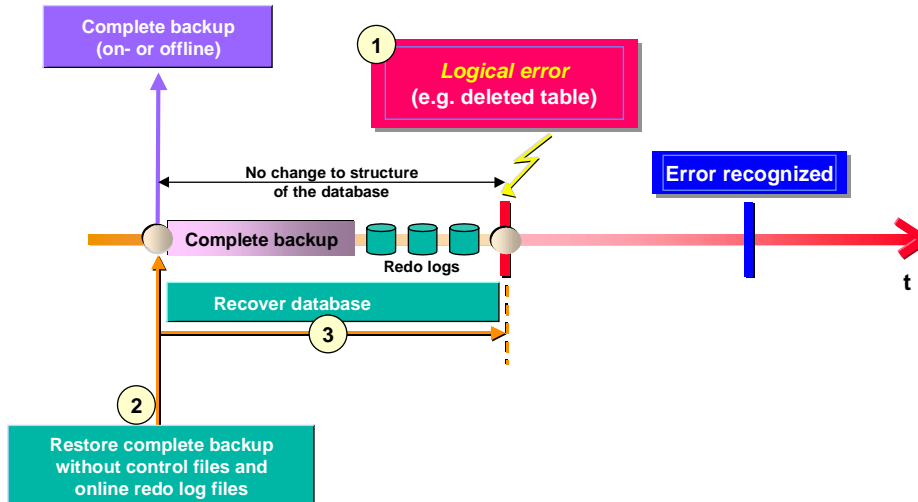 Complete backup
(on- or offline)
1
Logical error
(e.g. deleted table)
No change to structure
of the database
Error recognized
Complete backup
Redo logs
t
Recover database
3
2
Restore complete backup
without control files and
online redo log files